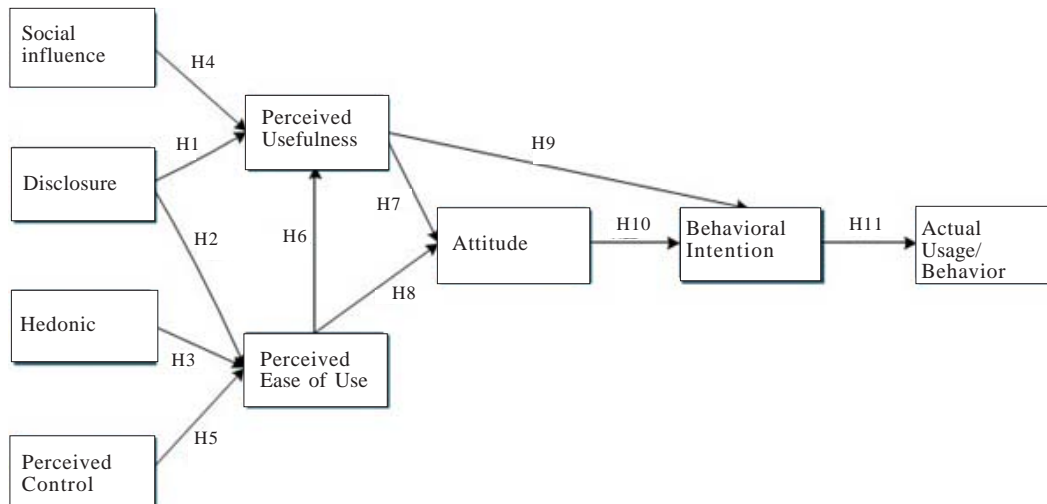 Social
influence
H4
Perceived
Usefulness
H1
H9
Disclosure
H7
H2
H6
Attitude
H10
Behavioral
Intention
H11
Actual
Usage/
Behavior
H8
Hedonic
H3
Perceived
Ease of Use
H5
Perceived
Control